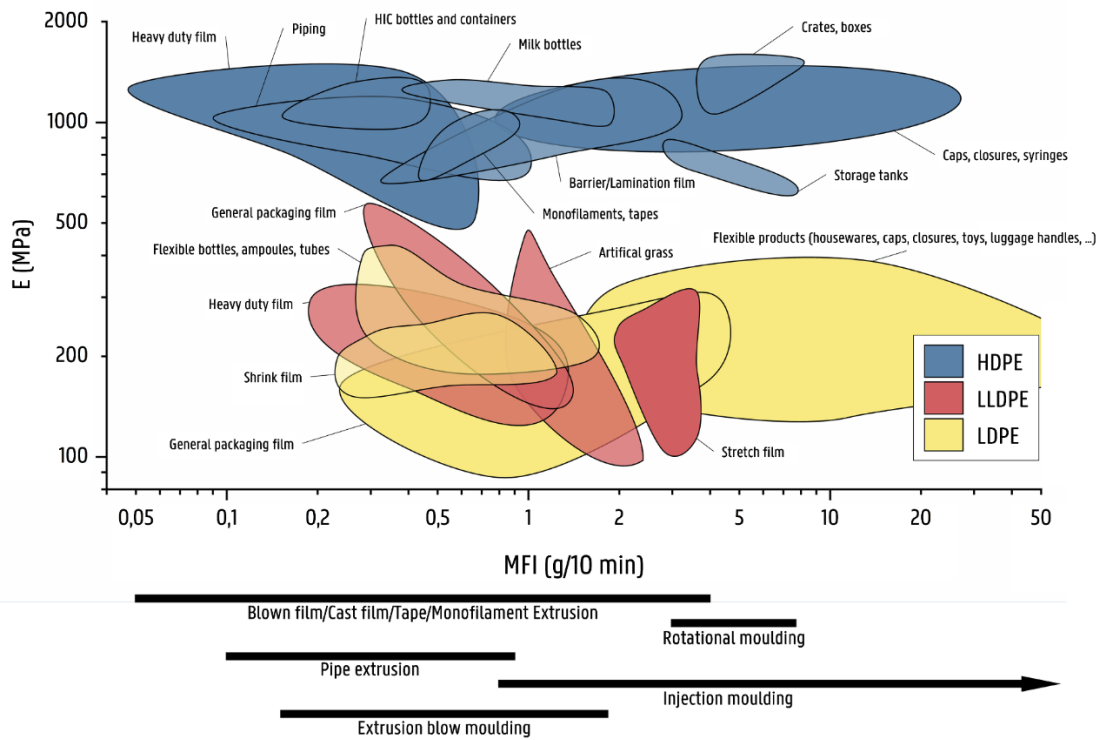 2000
1000
500
200
100
E (MPa)
Heavy duty film
Piping
HIC bottles and containers
Milk bottles
Crates, boxes
Caps, closures, syringes
Storage tanks
Barrier/Lamination film
Monofilaments, tapes
General packaging film
Flexible bottles, ampoules, tubes
Artifical grass
Flexible products (housewares, caps, closures, toys, luggage handles, ...)
Heavy duty film
Shrink film
General packaging film
Stretch film
HDPE
LLDPE
LDPE
0,05 0,1 0,2 0,5 1 2 5 10 20 50
MFI (g/10 min)
Blown film/Cast film/Tape/Monofilament Extrusion
Rotational moulding
Pipe extrusion
Injection moulding
Extrusion blow moulding